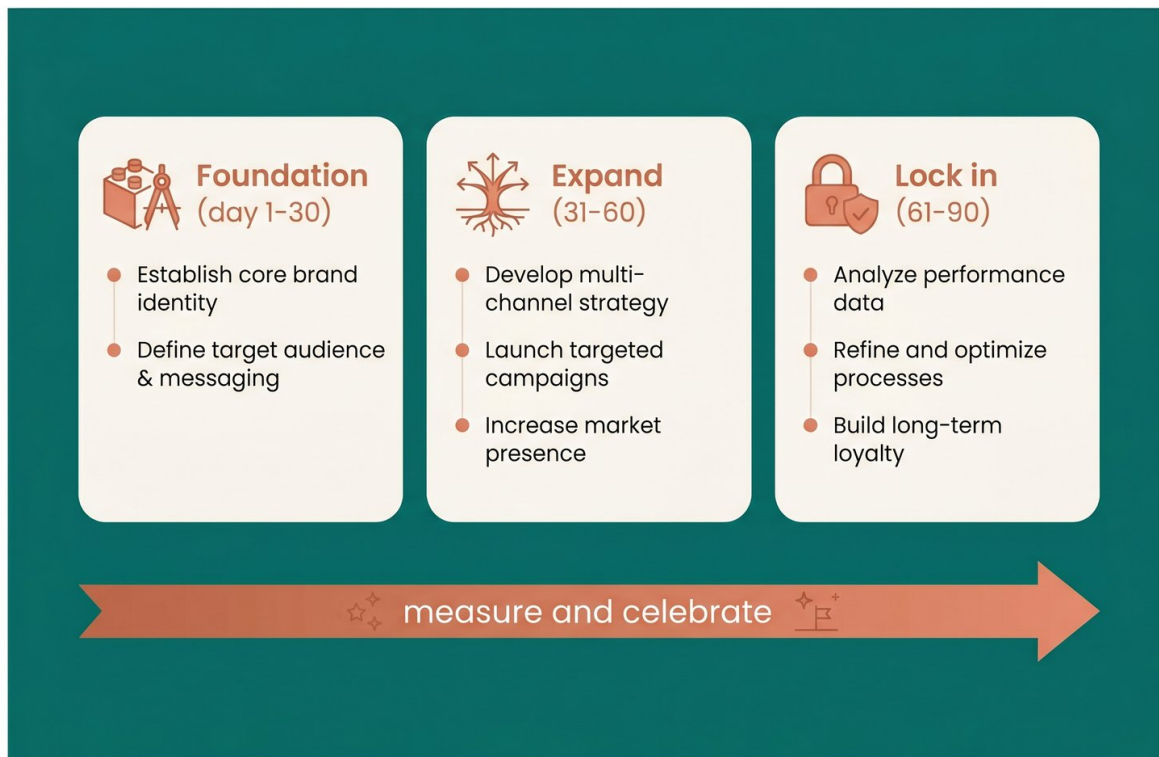 Foundation
(day 1-30)
Establish core brand
identity
Define target audience
& messaging
Expand
(31-60)
Develop multi-
channel strategy
Launch targeted
campaigns
Increase market
presence
Lock in
(61-90)
Analyze performance
data
Refine and optimize
processes
Build long-term
loyalty
measure and celebrate